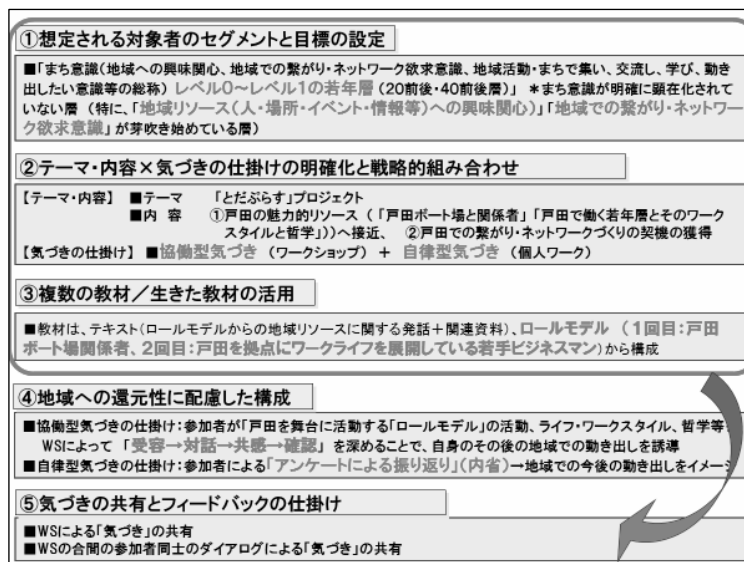 ①想定される対象者のセグメントと目標の設定
■「まち意識（地域への興味関心、地域での繋がり・ネットワーク欲求意識、地域活動・まちで集い、交流し、学び、動き
出したい意識等の総称） レベル０～レベル１の若年層 （２０前後・４０前後層）」 ＊まち意識が明確に顕在化されて
いない層 （特に、「地域リソース（人・場所・イベント・情報等）への興味関心」「地域での繋がり・ネットワー
ク欲求意識」が芽吹き始めている層）
②テーマ・内容×気づきの仕掛けの明確化と戦略的組み合わせ
【テーマ・内容】 ■テーマ 「とだぷらす」プロジェクト
■内 容 ①戸田の魅力的リソース （「戸田ボート場と関係者」「戸田で働く若年層とそのワーク
スタイルと哲学」））へ接近、 ②戸田での繋がり・ネットワークづくりの契機の獲得
【気づきの仕掛け】 ■協働型気づき （ワークショップ） ＋ 自律型気づき （個人ワーク）
③複数の教材／生きた教材の活用
■教材は、テキスト（ロールモデルからの地域リソースに関する発話＋関連資料）、ロールモデル （１回目：戸田
ボート場関係者、２回目：戸田を拠点にワークライフを展開している若手ビジネスマン）から構成
④地域への還元性に配慮した構成
■協働型気づきの仕掛け：参加者が「戸田を舞台に活動する「ロールモデル」の活動、ライフ・ワークスタイル、哲学等
WSによって 「受容→対話→共感→確認」 を深めることで、自身のその後の地域での動き出しを誘導
■自律型気づきの仕掛け：参加者による「アンケートによる振り返り」（内省）→地域での今後の動き出しをイメージ
⑤気づきの共有とフィードバックの仕掛け
■WSによる「気づき」の共有
■WSの合間の参加者同士のダイアログによる「気づき」の共有